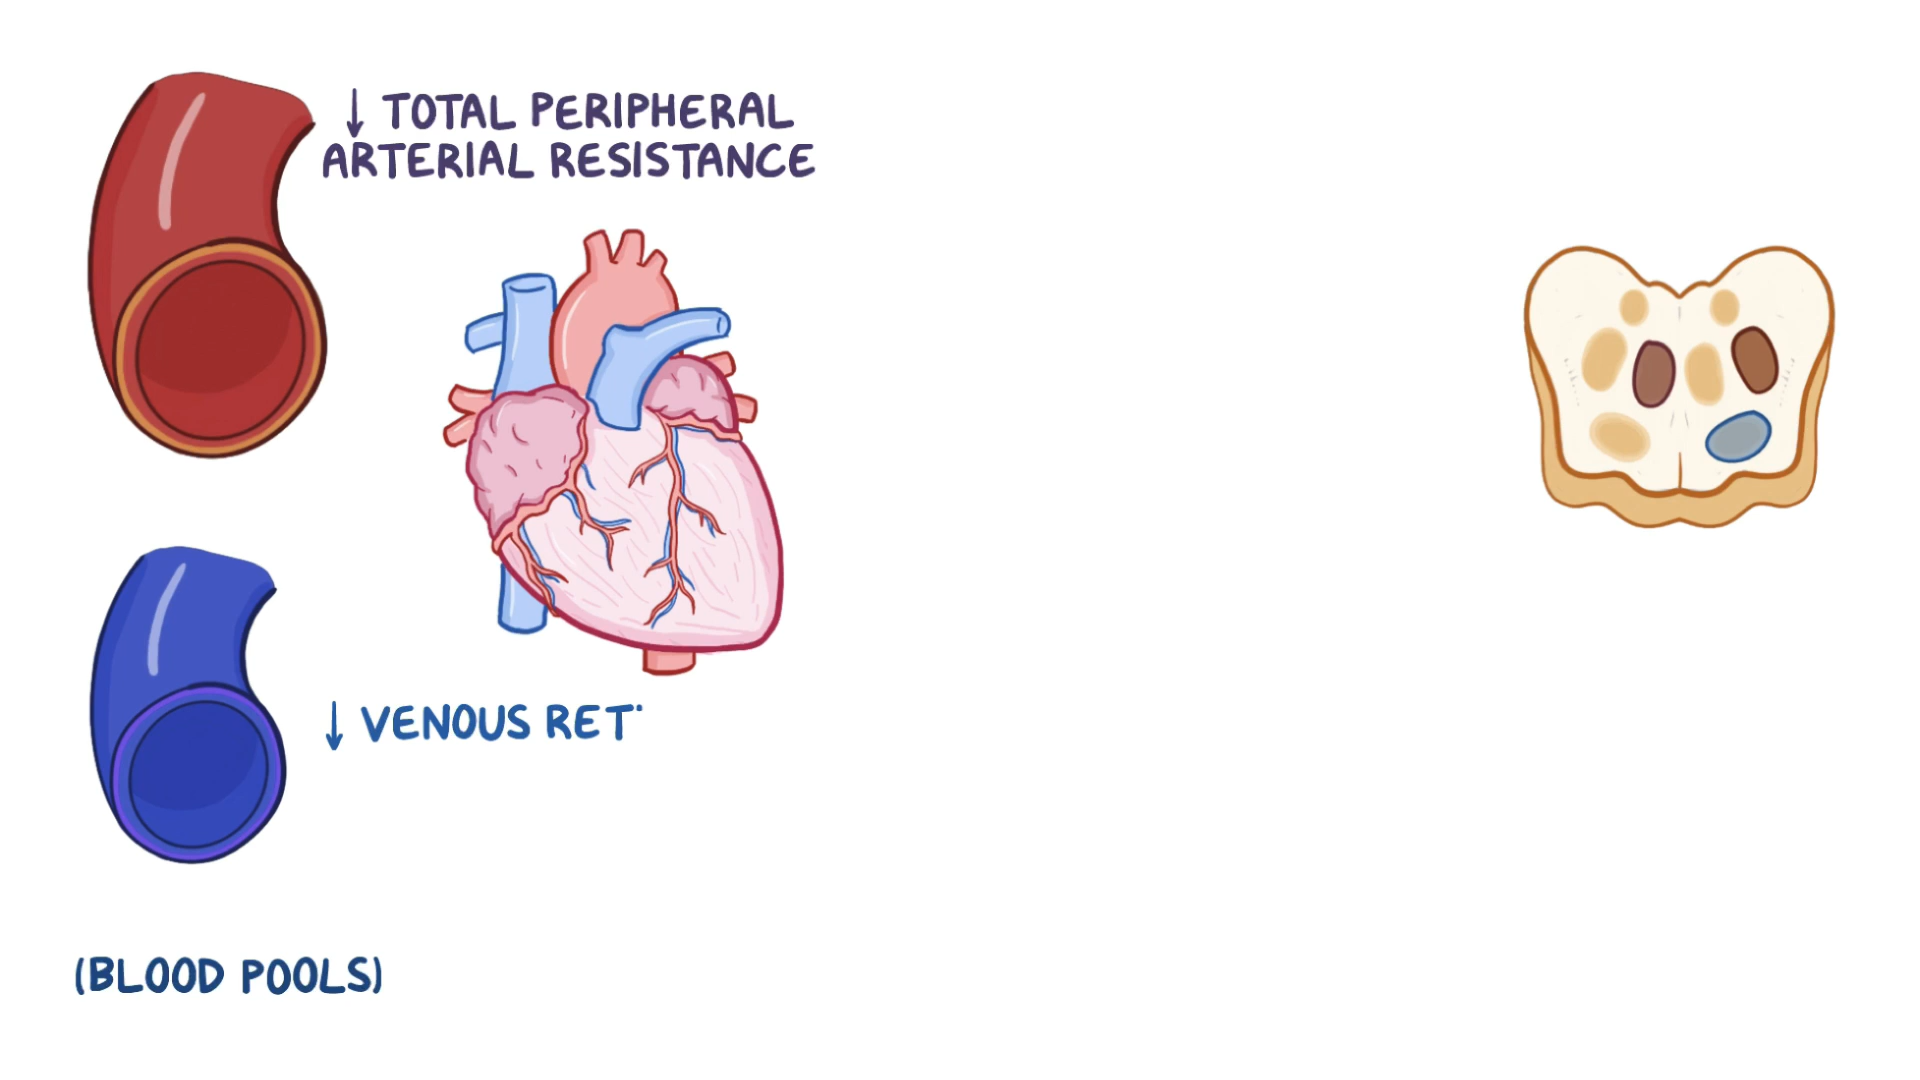 ↓ TOTAL PERIPHERAL
ARTERIAL RESISTANCE
↓ VENOUS RET
(BLOOD POOLS)